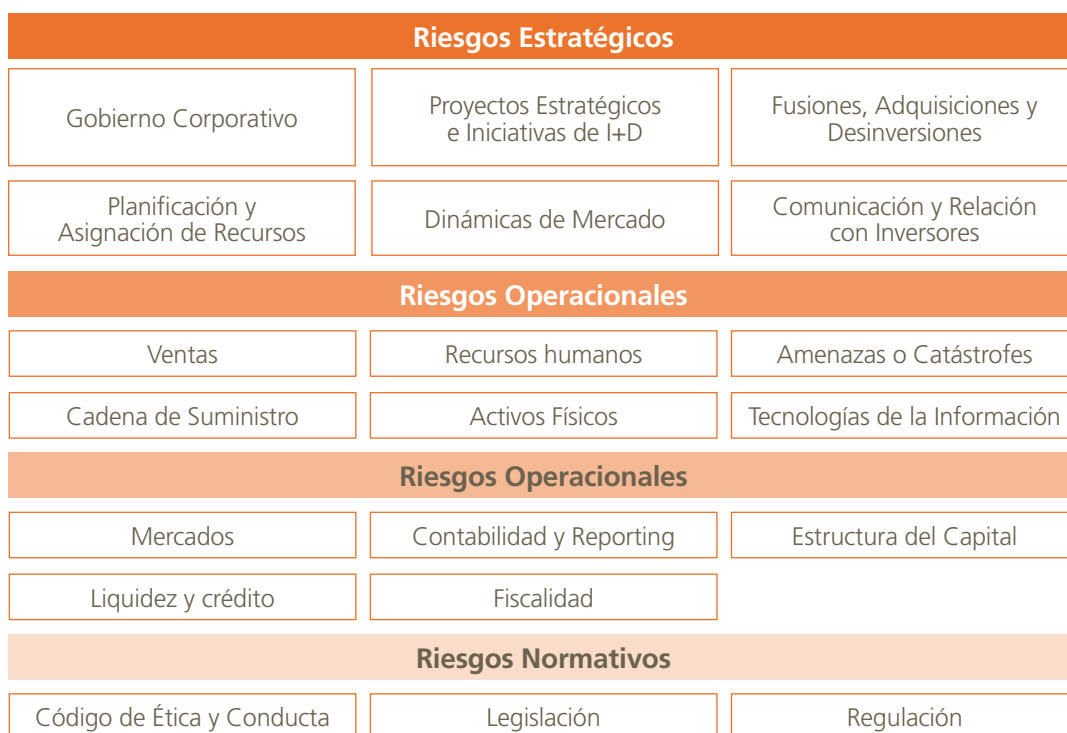 Riesgos Estratégicos
Gobierno Corporativo
Proyectos Estratégicos
e Iniciativas de I+D
Fusiones, Adquisiciones y
Desinversiones
Planificación y
Asignación de Recursos
Dinámicas de Mercado
Comunicación y Relación
con Inversores
Riesgos Operacionales
Ventas
Recursos humanos
Amenazas o Catástrofes
Cadena de Suministro
Activos Físicos
Tecnologías de la Información
Riesgos Operacionales
Mercados
Contabilidad y Reporting
Estructura del Capital
Liquidez y crédito
Fiscalidad
Riesgos Normativos
Código de Ética y Conducta
Legislación
Regulación